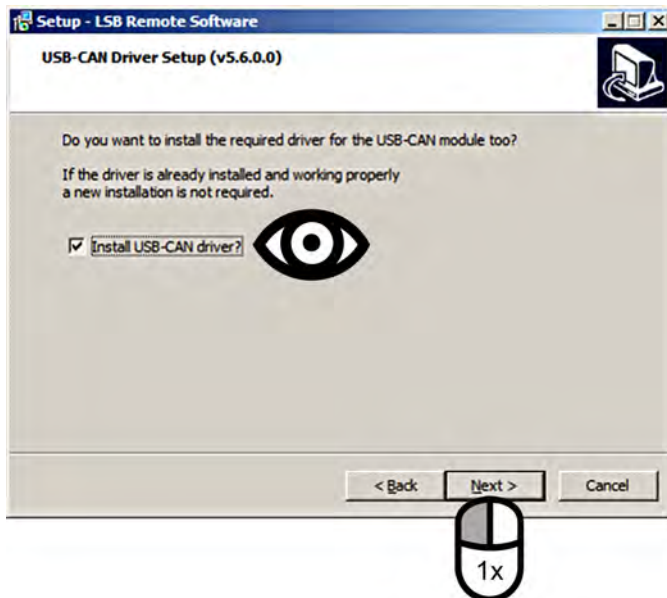 Setup - LSB Remote Software
USB-CAN Driver Setup (v5.6.0.0)
Do you want to install the required driver for the USB-CAN module too?
If the driver is already installed and working properly
a new installation is not required.
Install USB-CAN driver?
< Back Next > Cancel
1x